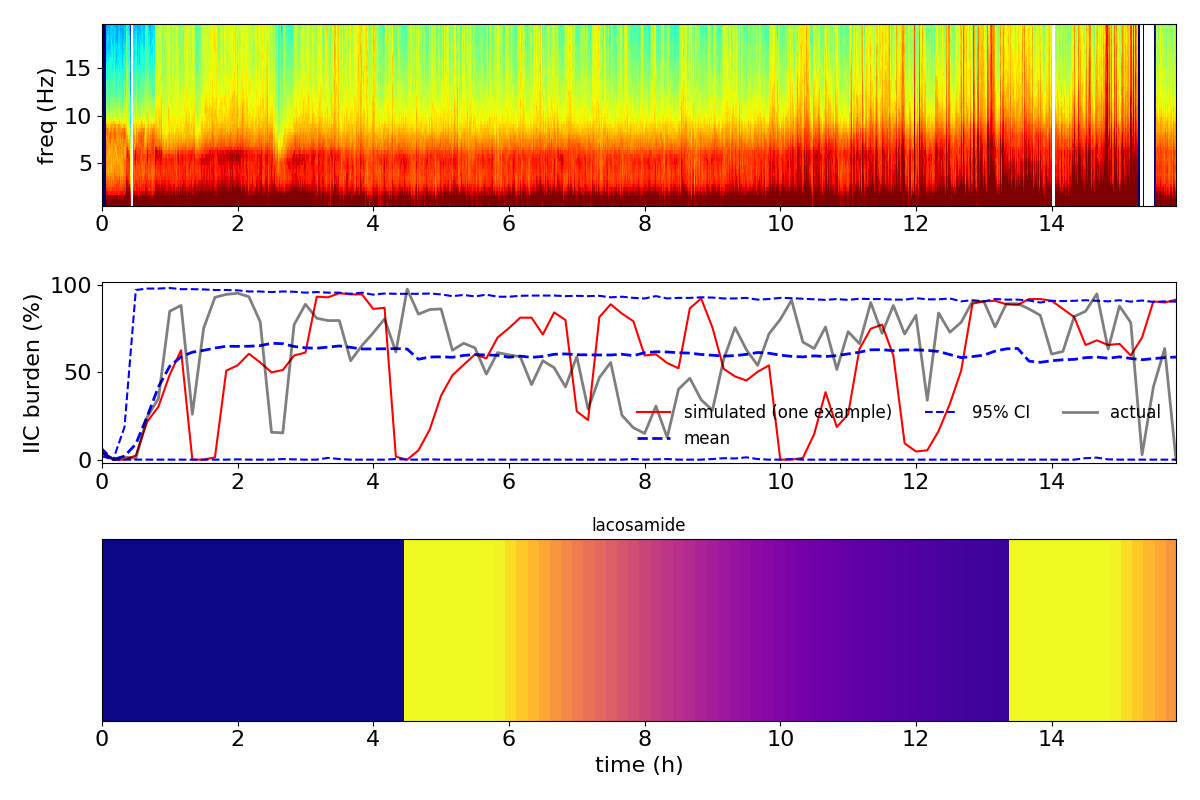 freq (Hz)
15
10
5
0 2 4 6 8 10 12 14
IIC burden (%)
100
50
0
simulated (one example)
mean
95% CI
actual
0 2 4 6 8 10 12 14
lacosamide
0 2 4 6 8 10 12 14
time (h)